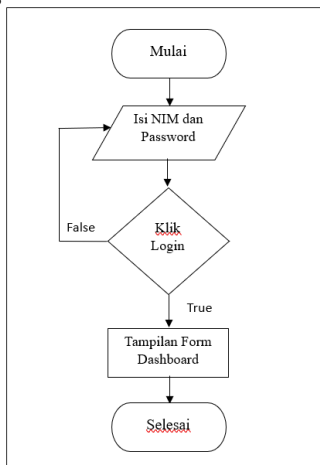 Mulai
Isi NIM dan
Password
False
Klik
Login
True
Tampilan Form
Dashboard
Selesai